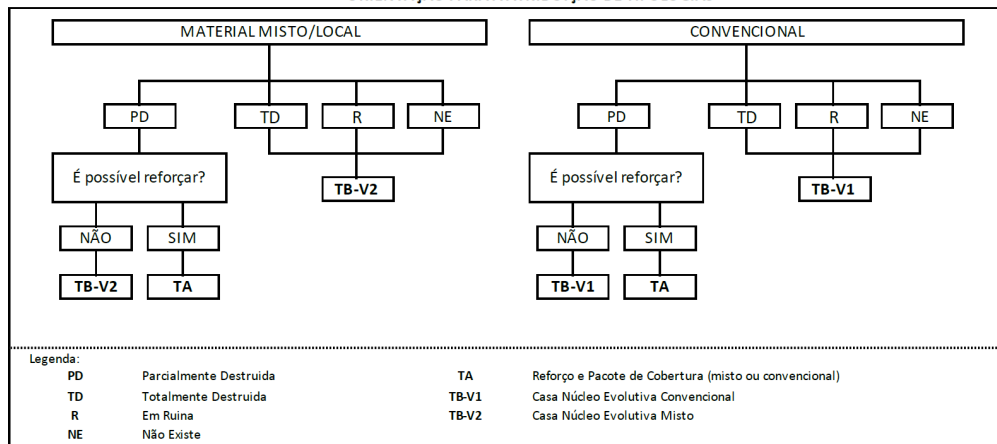 MATERIAL MISTO/LOCAL CONVENCIONAL
PD TD R NE PD TD R NE
É possível reforçar? É possível reforçar?
TB-V2 TB-V1
NÃO SIM NÃO SIM
TB-V2 TA TB-V1 TA
Legenda:
PD Parcialmente Destruida TA Reforço e Pacote de Cobertura (misto ou convencional)
TD Totalmente Destruida TB-V1 Casa Núcleo Evolutiva Convencional
R Em Ruina TB-V2 Casa Núcleo Evolutiva Misto
NE Não Existe